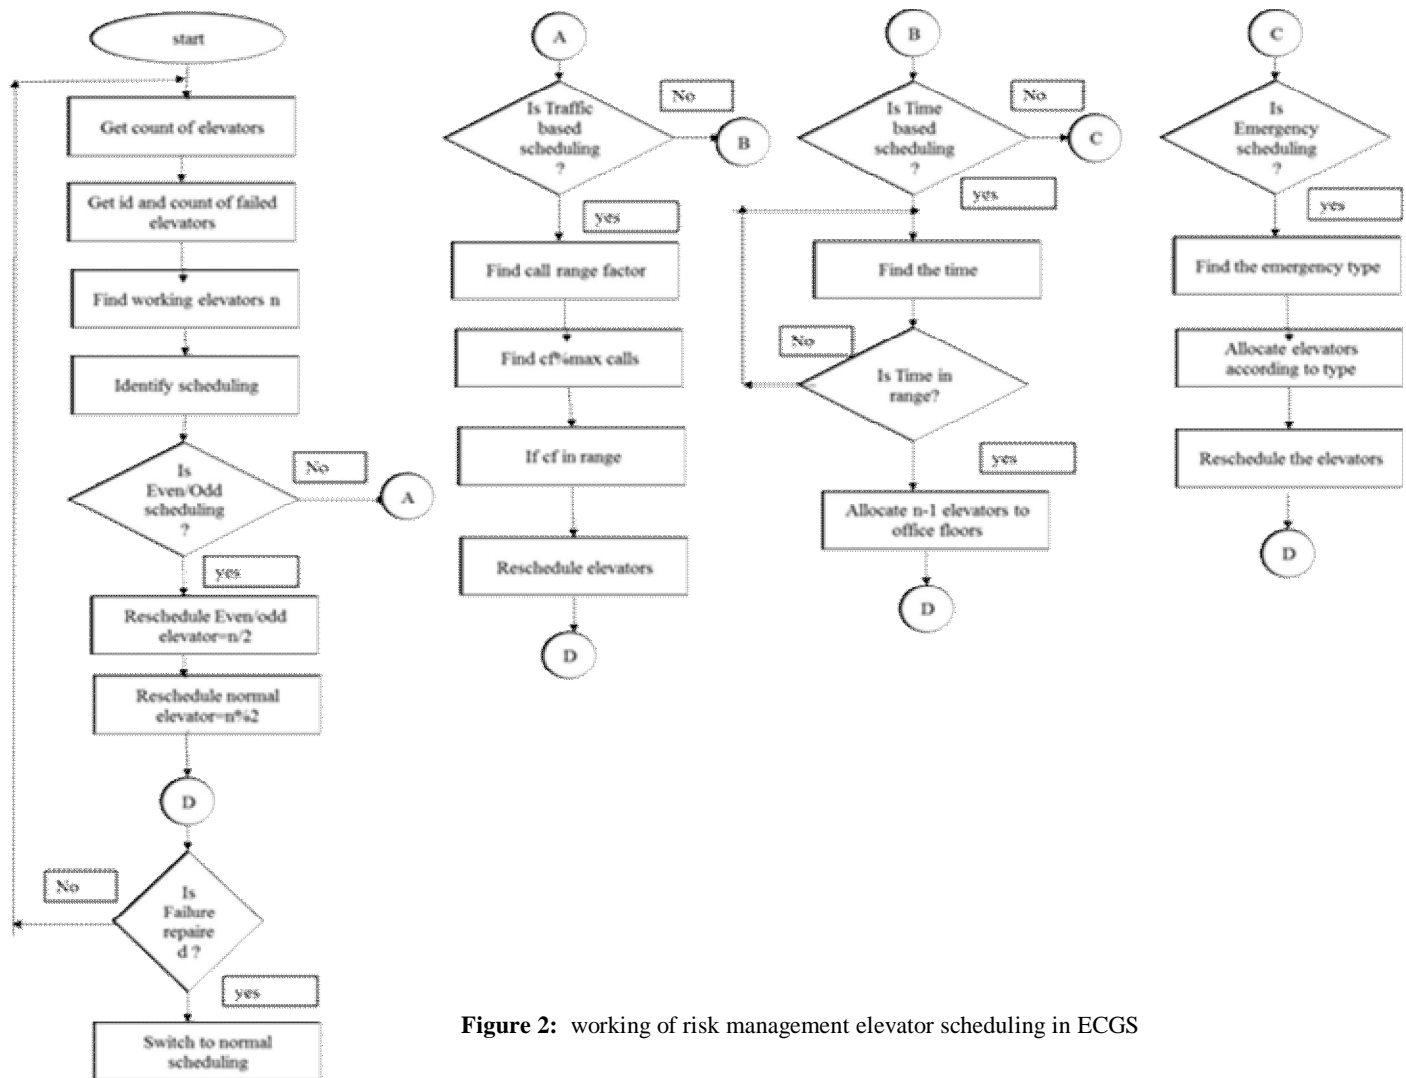 start
Get count of elevators
Get id and count of failed
elevators
Find working elevators n
Identify scheduling
Is
Even/Odd
scheduling
?
No
A
yes
Reschedule Even/odd
elevator=n/2
Reschedule normal
elevator=n%2
D
Is
Failure
repaire
d ?
No
yes
Switch to normal
scheduling
A
Is Traffic
based
scheduling
?
No
B
yes
Find call range factor
Find cf%max calls
If cf in range
Reschedule elevators
D
B
Is Time
based
scheduling
?
No
C
yes
Find the time
No
Is Time in
range?
yes
Allocate n-1 elevators to
office floors
D
C
Is
Emergency
scheduling
?
yes
Find the emergency type
Allocate elevators
according to type
Reschedule the elevators
D
Figure 2: working of risk management elevator scheduling in ECGS